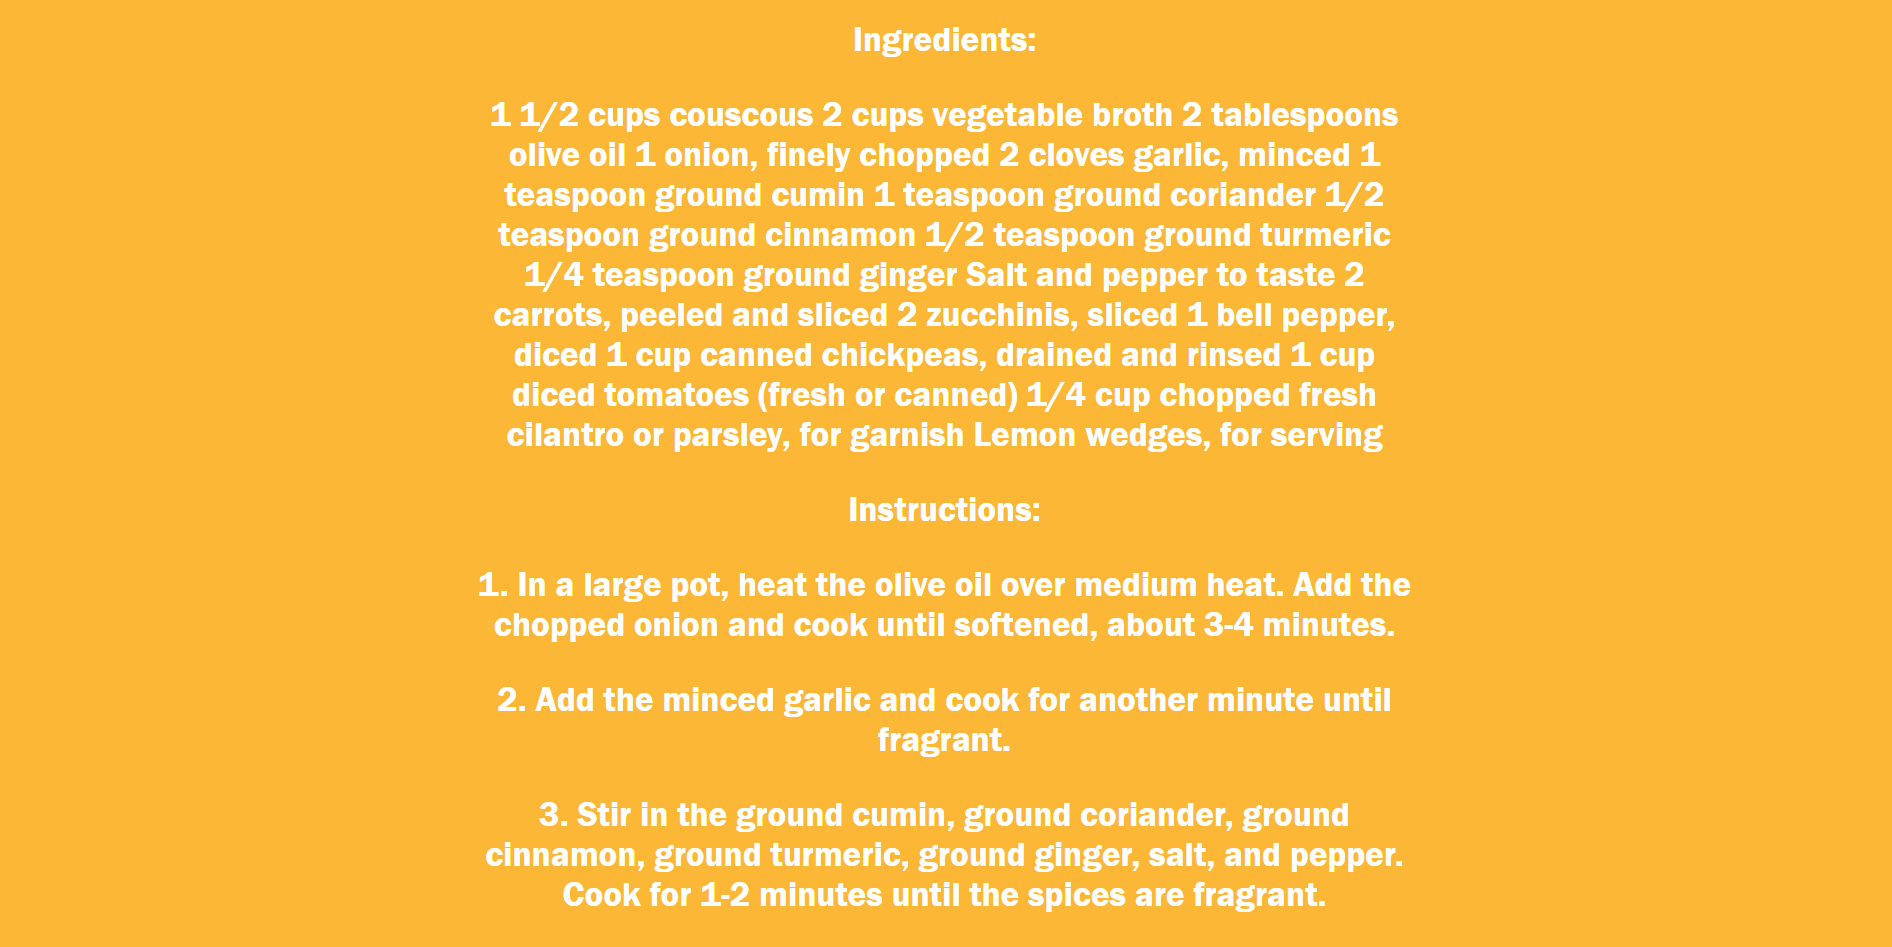 Ingredients:
1 1/2 cups couscous 2 cups vegetable broth 2 tablespoons
olive oil 1 onion, finely chopped 2 cloves garlic, minced 1
teaspoon ground cumin 1 teaspoon ground coriander 1/2
teaspoon ground cinnamon 1/2 teaspoon ground turmeric
1/4 teaspoon ground ginger Salt and pepper to taste 2
carrots, peeled and sliced 2 zucchinis, sliced 1 bell pepper,
diced 1 cup canned chickpeas, drained and rinsed 1 cup
diced tomatoes (fresh or canned) 1/4 cup chopped fresh
cilantro or parsley, for garnish Lemon wedges, for serving
Instructions:
1. In a large pot, heat the olive oil over medium heat. Add the
chopped onion and cook until softened, about 3-4 minutes.
2. Add the minced garlic and cook for another minute until
fragrant.
3. Stir in the ground cumin, ground coriander, ground
cinnamon, ground turmeric, ground ginger, salt, and pepper.
Cook for 1-2 minutes until the spices are fragrant.